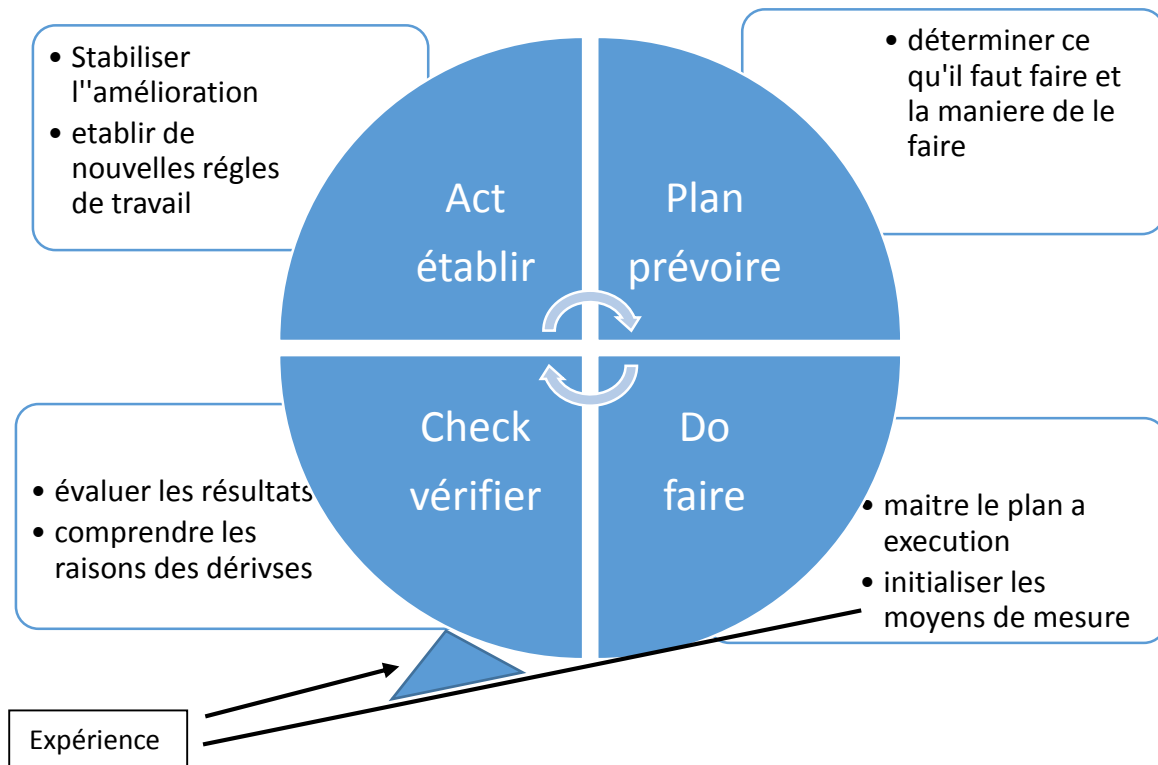 • Stabiliser
l''amélioration
• etablir de
nouvelles régles
de travail
• déterminer ce
qu'il faut faire et
la maniere de le
faire
Act
établir
Plan
prévoire
Check
vérifier
Do
faire
• évaluer les résultats
• comprendre les
raisons des dérivses
• maitre le plan a
execution
• initialiser les
moyens de mesure
Expérience